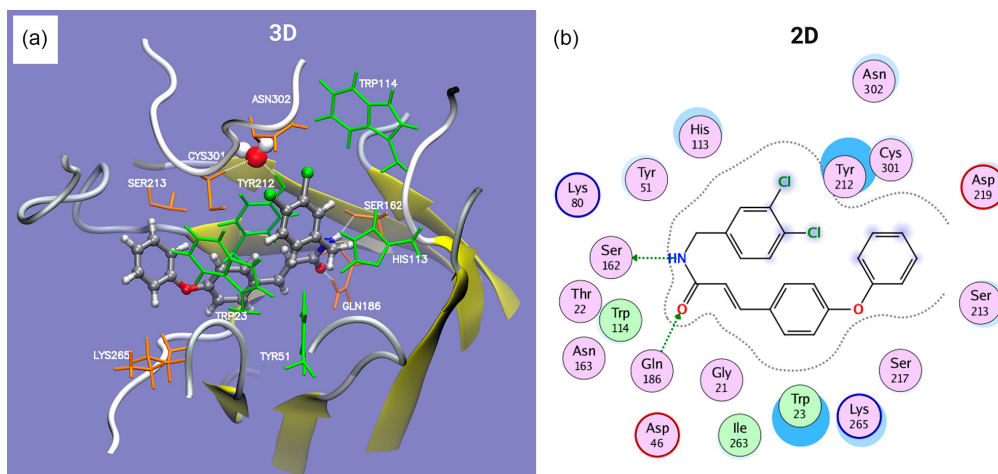 (a)
3D
TRP114
ASN302
CYS301
SER213
TYR212
SER162
HIS113
GLN186
TRP23
LYS265
TYR51
(b)
2D
Asn
302
His
113
Cys
301
Tyr
212
Tyr
51
Lys
80
Asp
219
Cl
Cl
Ser
162
HN
Thr
22
Trp
114
O
O
Ser
213
Asn
163
Gln
186
Gly
21
Ser
217
Trp
23
Lys
265
Asp
46
Ile
263